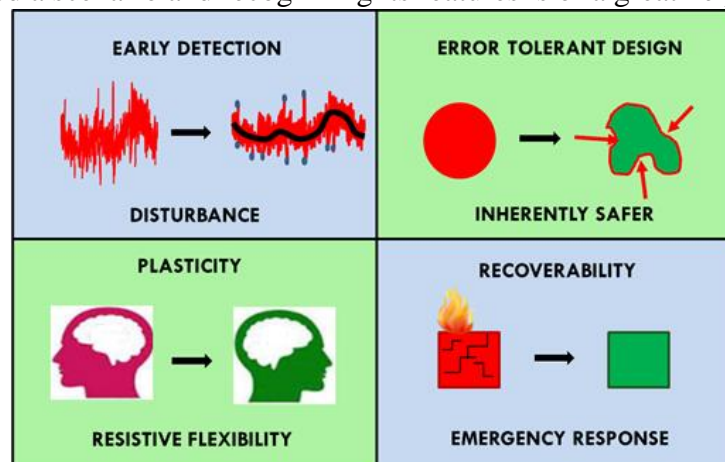 EARLY DETECTION
DISTURBANCE
ERROR TOLERANT DESIGN
INHERENTLY SAFER
PLASTICITY
RESISTIVE FLEXIBILITY
RECOVERABILITY
EMERGENCY RESPONSE